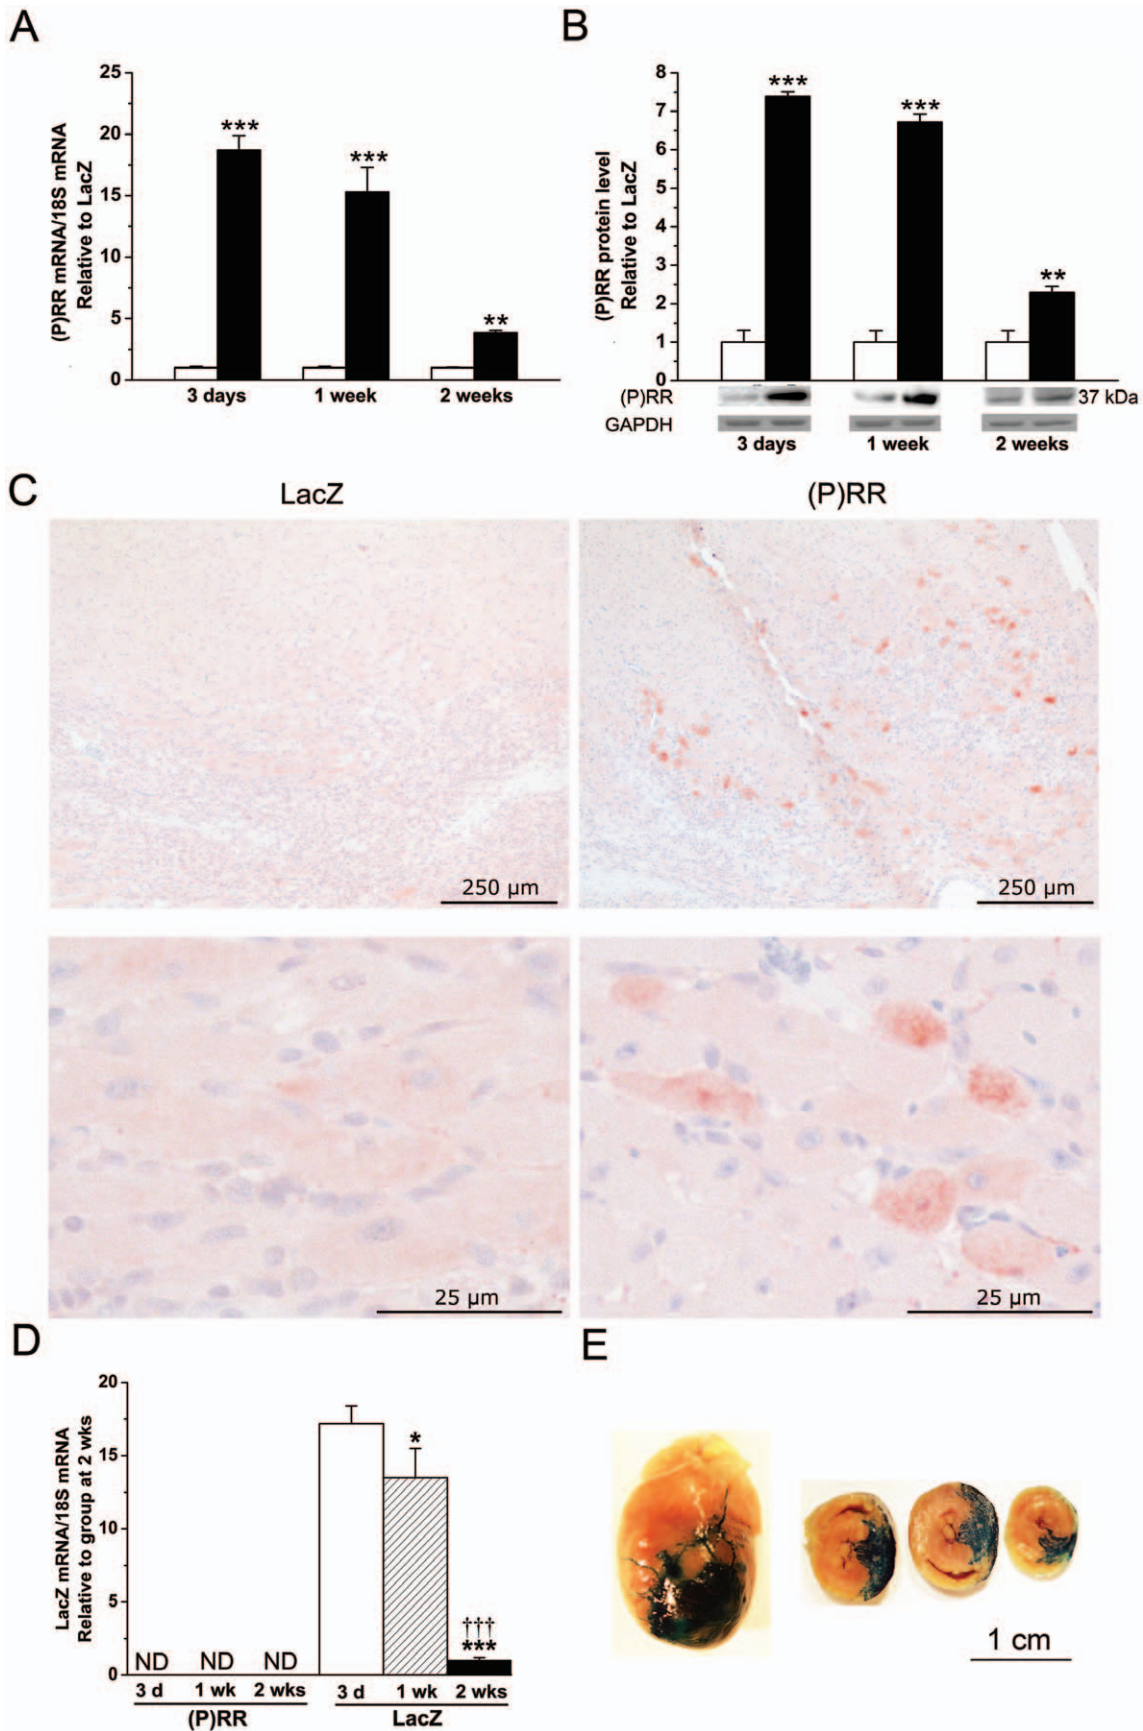 A
(P)RR mRNA/18S mRNA
Relative to LacZ
25
20
15
10
5
0
***
***
**
3 days
1 week
2 weeks
B
(P)RR protein level
Relative to LacZ
8
7
6
5
4
3
2
1
0
***
***
**
(P)RR
37 kDa
GAPDH
3 days
1 week
2 weeks
C
LacZ
(P)RR
250 µm
250 µm
25 µm
25 µm
D
LacZ mRNA/18S mRNA
Relative to group at 2 wks
20
15
10
5
0
ND
ND
ND
*
†††
***
3 d
1 wk
2 wks
3 d
1 wk
2 wks
(P)RR
LacZ
E
1 cm